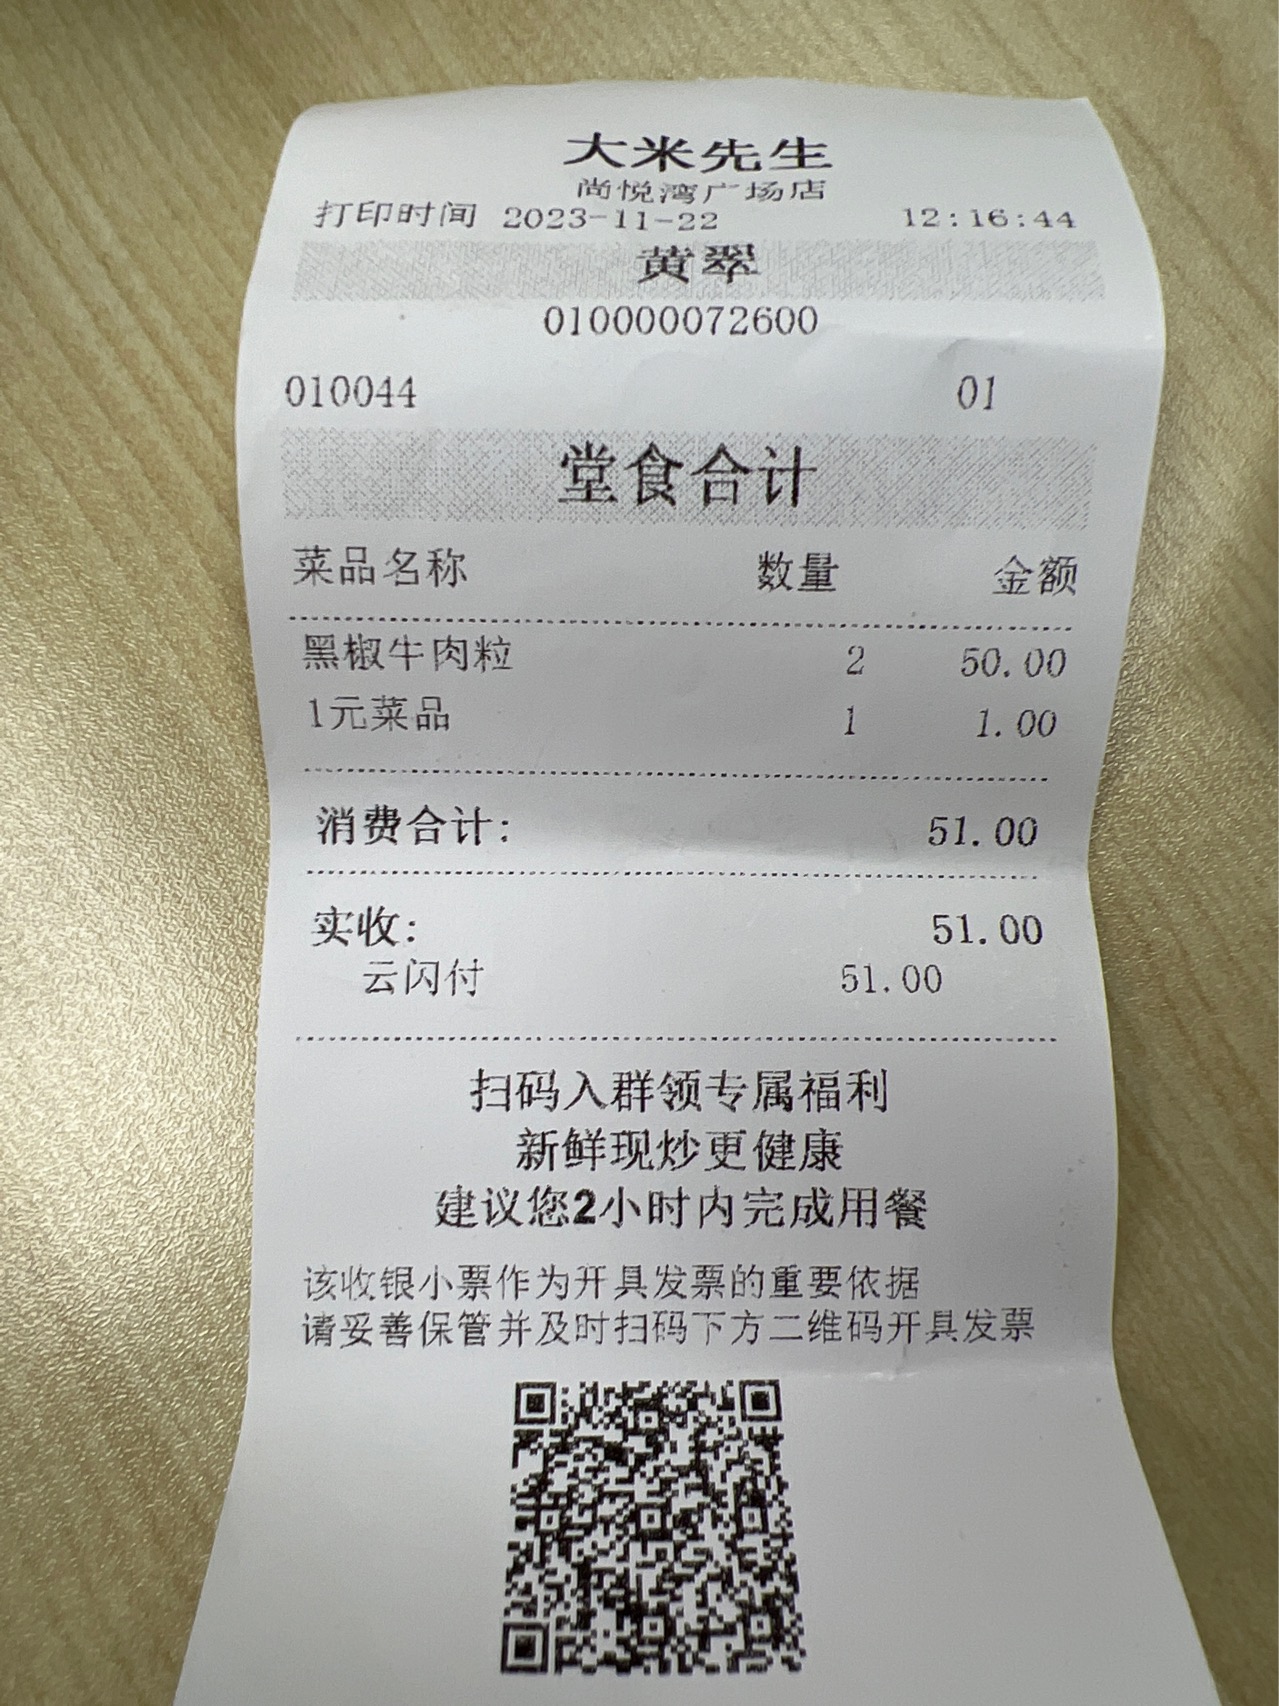 大米先生
尚悦湾广场店
打印时间 2023-11-22 12:16:44
黄翠
010000072600
010044 01
堂食合计
菜品名称 数量 金额
黑椒牛肉粒 2 50.00
1元菜品 1 1.00
消费合计: 51.00
实收: 51.00
云闪付 51.00
扫码入群领专属福利
新鲜现炒更健康
建议您2小时内完成用餐
该收银小票作为开具发票的重要依据
请妥善保管并及时扫码下方二维码开具发票